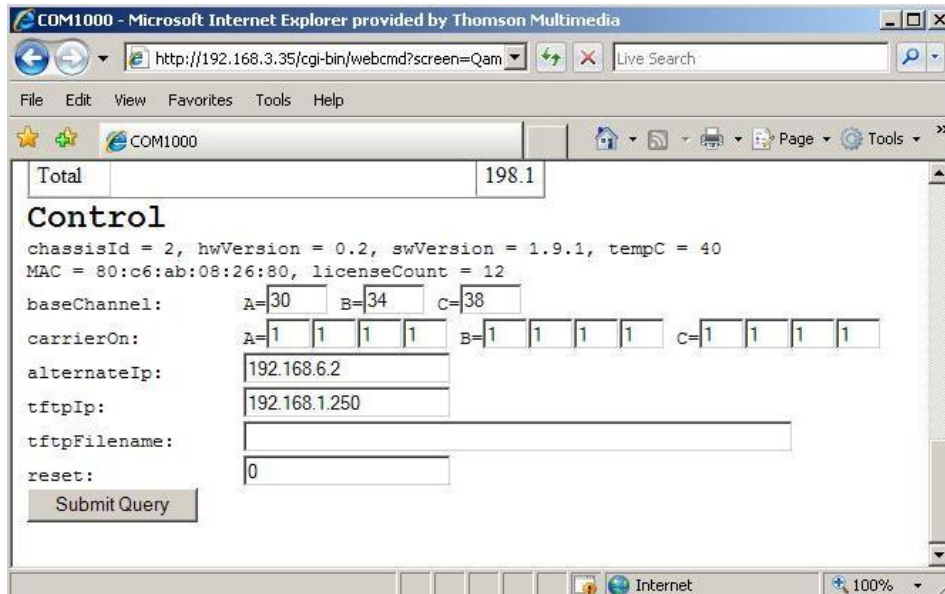 COM1000 - Microsoft Internet Explorer provided by Thomson Multimedia
http://192.168.3.35/cgi-bin/webcmd?screen=Qam Live Search
File Edit View Favorites Tools Help
COM1000 Page Tools »
Total 198.1
Control
chassisId = 2, hwVersion = 0.2, swVersion = 1.9.1, tempC = 40
MAC = 80:c6:ab:08:26:80, licenseCount = 12
baseChannel: A=30 B=34 C=38
carrierOn: A=1 1 1 1 B=1 1 1 1 C=1 1 1 1
alternateIp: 192.168.6.2
tftpIp: 192.168.1.250
tftpFilename:
reset: 0
Submit Query
Internet 100%